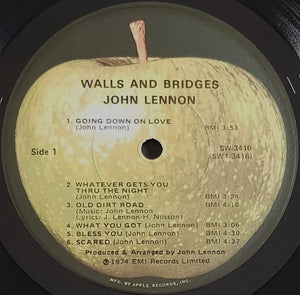 WALLS AND BRIDGES
JOHN LENNON
1. GOING DOWN ON LOVE
(John Lennon) BMI 3:53
Side 1
SW-3416
(SW1-3416)
2. WHATEVER GETS YOU
THRU THE NIGHT
(John Lennon) BMI 3:24
3. OLD DIRT ROAD BMI 4:10
(Music: John Lennon
Lyrics: J. Lennon-H. Nilsson)
4. WHAT YOU GOT (John Lennon) BMI 3:06
5. BLESS YOU (John Lennon) BMI 4:39
6. SCARED (John Lennon) BMI 4:37
Produced & Arranged by John Lennon
℗1974 EMI Records Limited
MFD. BY APPLE RECORDS, INC.